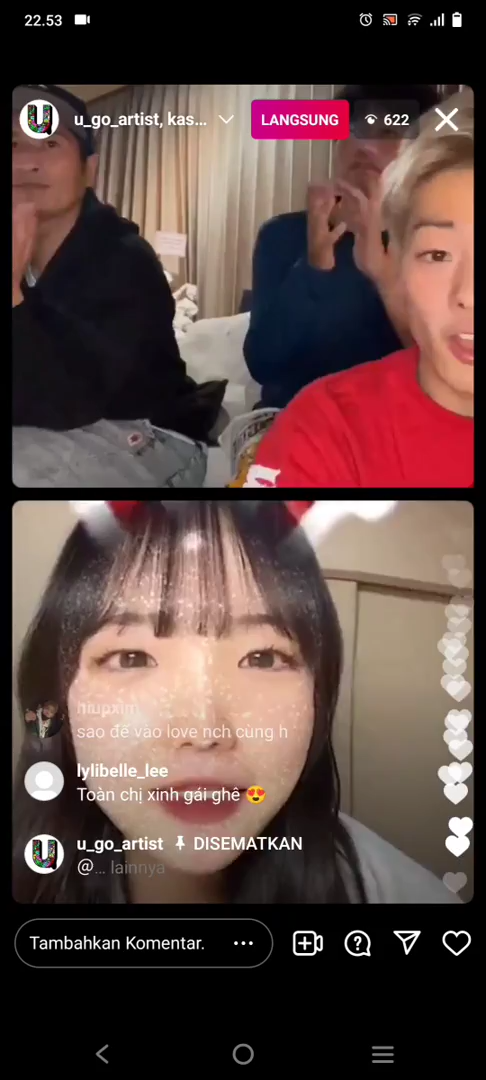 22.53
u_go_artist, kas...
LANGSUNG
622
hiupxim
sao để vào love nch cùng h
lylibelle_lee
Toàn chị xinh gái ghê 😍
u_go_artist DISEMATKAN
@... lainnya
Tambahkan Komentar.